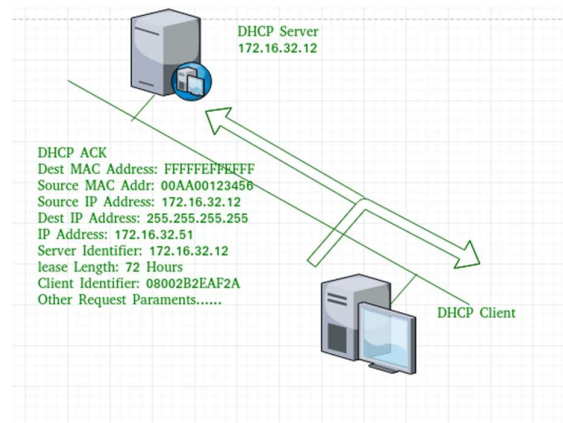 DHCP Server
172.16.32.12
DHCP ACK
Dest MAC Address: FFFFFEFFEFFF
Source MAC Addr: 00AA00123456
Source IP Address: 172.16.32.12
Dest IP Address: 255.255.255.255
IP Address: 172.16.32.51
Server Identifier: 172.16.32.12
lease Length: 72 Hours
Client Identifier: 08002B2EAF2A
Other Request Paraments......
DHCP Client